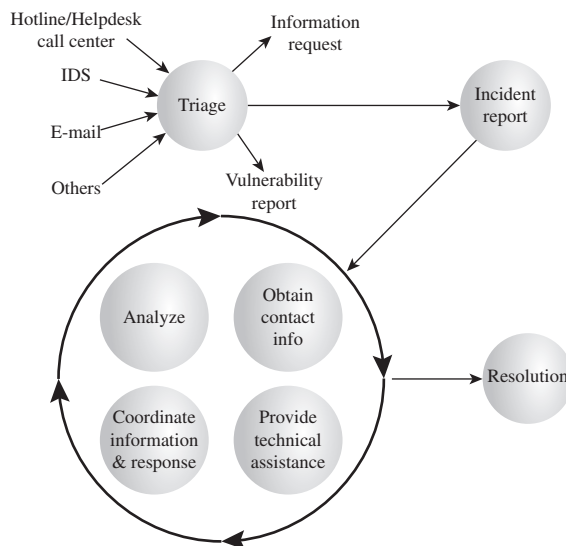 Hotline/Helpdesk
call center
Information
request
IDS
Triage
Incident
report
E-mail
Others
Vulnerability
report
Analyze
Obtain
contact
info
Resolution
Coordinate
information
& response
Provide
technical
assistance